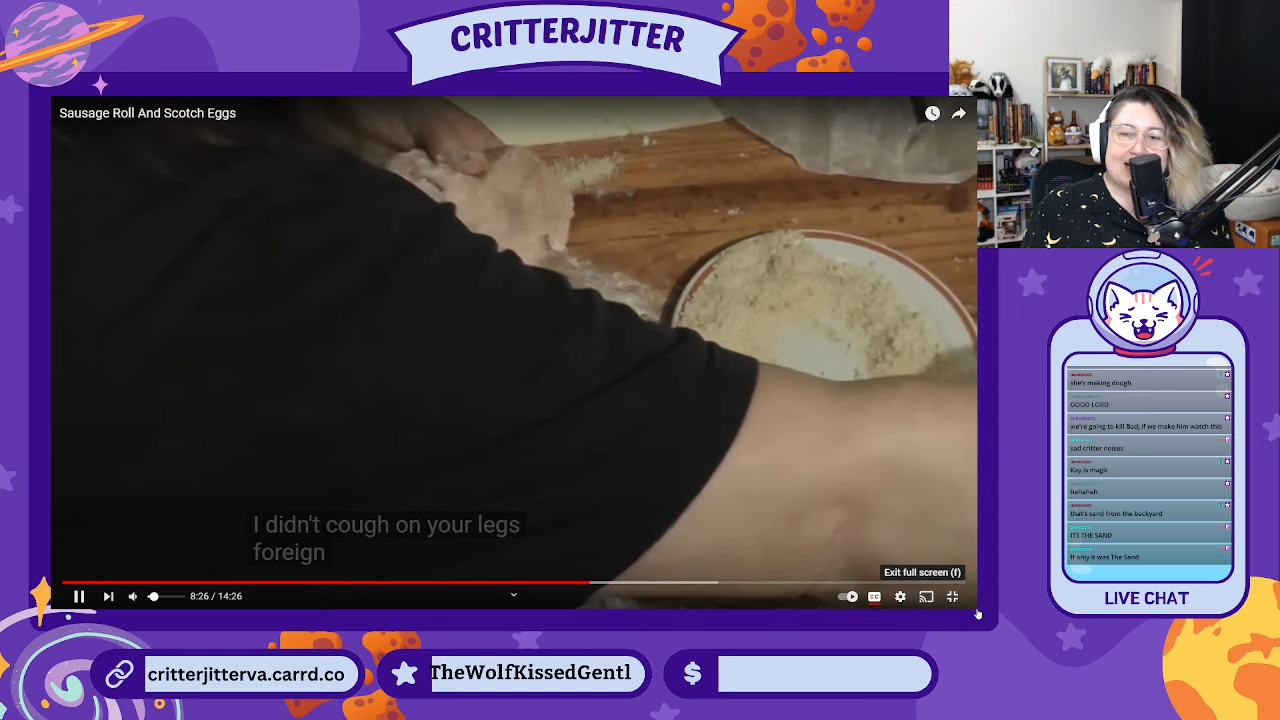 CRITTERJITTER
Sausage Roll And Scotch Eggs
I didn't cough on your legs
foreign
Exit full screen (f)
8:26 / 14:26
CC
she's making dough
GOOD LORD
we're going to kill Badj if we make him watch this
sad critter noises
Kay is magic
hehaheh
that's sand from the backyard
ITS THE SAND
If only it was The Sand
LIVE CHAT
critterjitterva.carrd.co
TheWolfKissedGentl
$